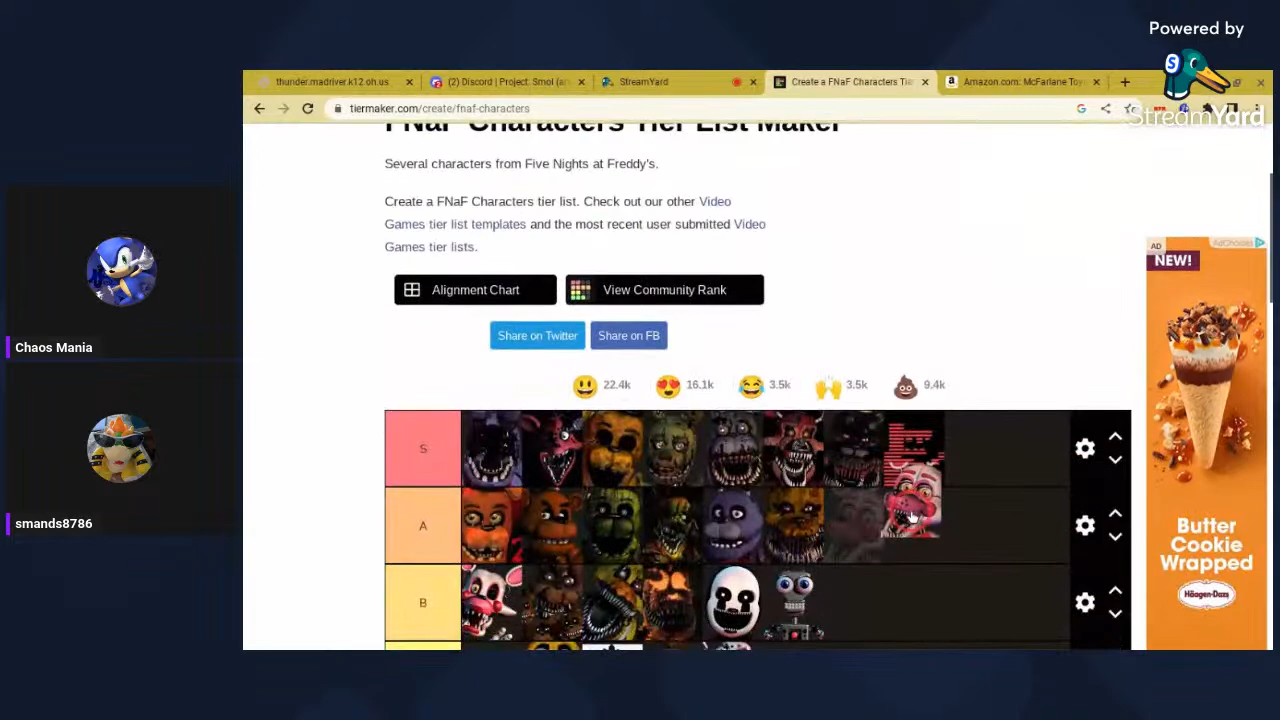 Powered by
StreamYard
thunder.madriver.k12.oh.us
(2) Discord | Project: Smol (an
StreamYard
Create a FNaF Characters Tie
Amazon.com: McFarlane Toy
tiermaker.com/create/fnaf-characters
FNaF Characters Tier List Maker
Several characters from Five Nights at Freddy's.
Create a FNaF Characters tier list. Check out our other Video
Games tier list templates and the most recent user submitted Video
Games tier lists.
Alignment Chart
View Community Rank
Share on Twitter
Share on FB
22.4k
16.1k
3.5k
3.5k
9.4k
S
A
B
Chaos Mania
smands8786
AD
AdChoices
NEW!
Butter
Cookie
Wrapped
Häagen-Dazs